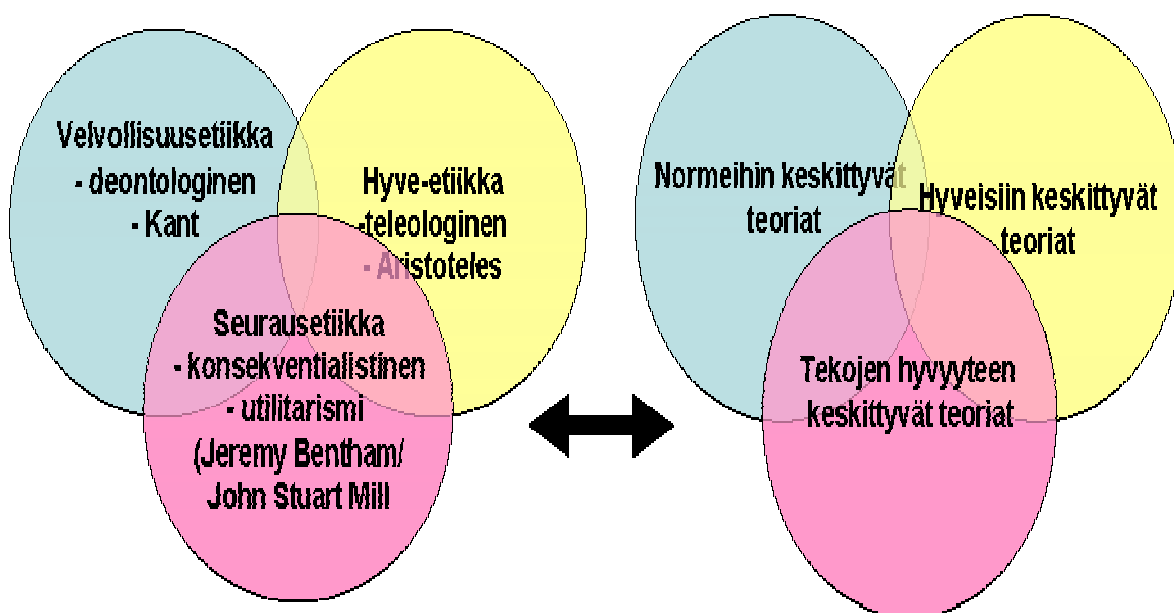 Velvollisuusetiikka
- deontologinen
- Kant
Hyve-etiikka
-teleologinen
- Aristoteles
Seurausetiikka
- konsekventialistinen
- utilitarismi
(Jeremy Bentham/
John Stuart Mill
Normeihin keskittyvät
teoriat
Hyveisiin keskittyvät
teoriat
Tekojen hyvyyteen
keskittyvät teoriat